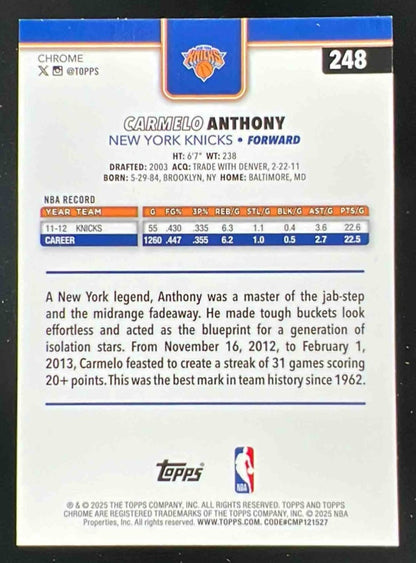 CHROME
X @TOPPS
NEW YORK KNICKS
248
CARMELO ANTHONY
NEW YORK KNICKS • FORWARD
HT: 6'7" WT: 238
DRAFTED: 2003 ACQ: TRADE WITH DENVER, 2-22-11
BORN: 5-29-84, BROOKLYN, NY HOME: BALTIMORE, MD
NBA RECORD
YEAR TEAM G FG% 3P% REB/G STL/G BLK/G AST/G PTS/G
11-12 KNICKS 55 .430 .335 6.3 1.1 0.4 3.6 22.6
CAREER 1260 .447 .355 6.2 1.0 0.5 2.7 22.5
A New York legend, Anthony was a master of the jab-step
and the midrange fadeaway. He made tough buckets look
effortless and acted as the blueprint for a generation of
isolation stars. From November 16, 2012, to February 1,
2013, Carmelo feasted to create a streak of 31 games scoring
20+ points. This was the best mark in team history since 1962.
Topps
NBA
® & © 2025 THE TOPPS COMPANY, INC. ALL RIGHTS RESERVED. TOPPS AND TOPPS
CHROME ARE REGISTERED TRADEMARKS OF THE TOPPS COMPANY, INC. © 2025 NBA
Properties, Inc. All rights reserved. WWW.TOPPS.COM. CODE#CMP121527